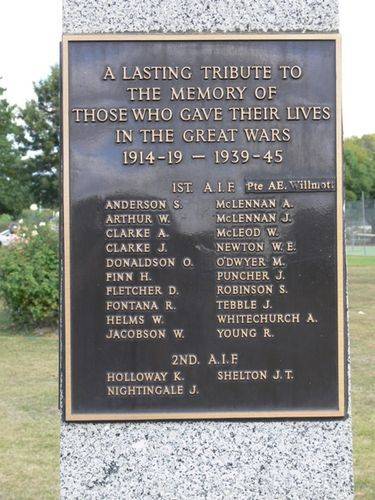 A LASTING TRIBUTE TO
THE MEMORY OF
THOSE WHO GAVE THEIR LIVES
IN THE GREAT WARS
1914-19 — 1939-45
1ST. A.I.F. Pte AE. Willmott
ANDERSON S. McLENNAN A.
ARTHUR W. McLENNAN J.
CLARKE A. McLEOD W.
CLARKE J. NEWTON W. E.
DONALDSON O. O'DWYER M.
FINN H. PUNCHER J.
FLETCHER D. ROBINSON S.
FONTANA R. TEBBLE J.
HELMS W. WHITECHURCH A.
JACOBSON W. YOUNG R.
2ND. A.I.F.
HOLLOWAY K. SHELTON J. T.
NIGHTINGALE J.